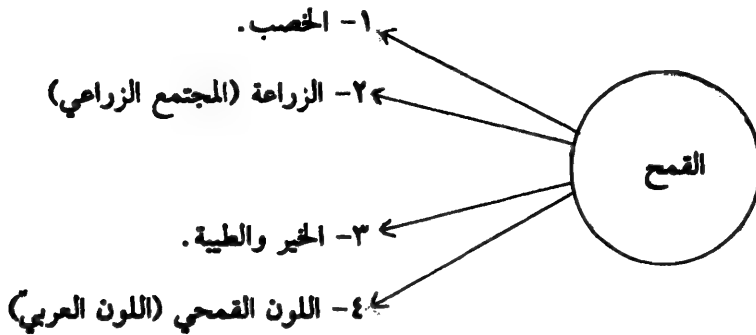 ١- الخصب.
٢- الزراعة (المجتمع الزراعي)
القمح
٣- الخير والطيبة.
٤- اللون القمحي (اللون العربيّ)